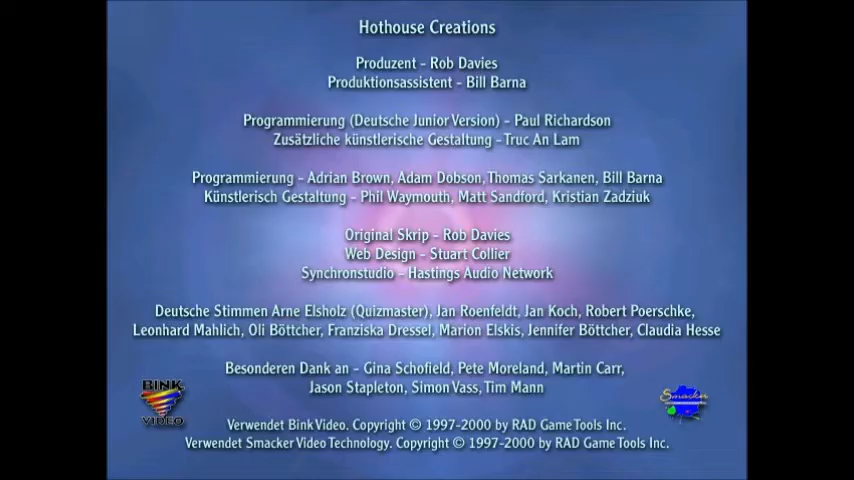 Hothouse Creations
Produzent - Rob Davies
Produktionsassistent - Bill Barna
Programmierung (Deutsche Junior Version) - Paul Richardson
Zusätzliche künstlerische Gestaltung - Truc An Lam
Programmierung - Adrian Brown, Adam Dobson, Thomas Sarkanen, Bill Barna
Künstlerisch Gestaltung - Phil Waymouth, Matt Sandford, Kristian Zadziuk
Original Skrip - Rob Davies
Web Design - Stuart Collier
Synchronstudio - Hastings Audio Network
Deutsche Stimmen Arne Elsholz (Quizmaster), Jan Roenfeldt, Jan Koch, Robert Poerschke,
Leonhard Mahlich, Oli Böttcher, Franziska Dressel, Marion Elskis, Jennifer Böttcher, Claudia Hesse
Besonderen Dank an - Gina Schofield, Pete Moreland, Martin Carr,
Jason Stapleton, Simon Vass, Tim Mann
BINK
VIDEO
Smacker
Verwendet Bink Video. Copyright © 1997-2000 by RAD Game Tools Inc.
Verwendet Smacker Video Technology. Copyright © 1997-2000 by RAD Game Tools Inc.